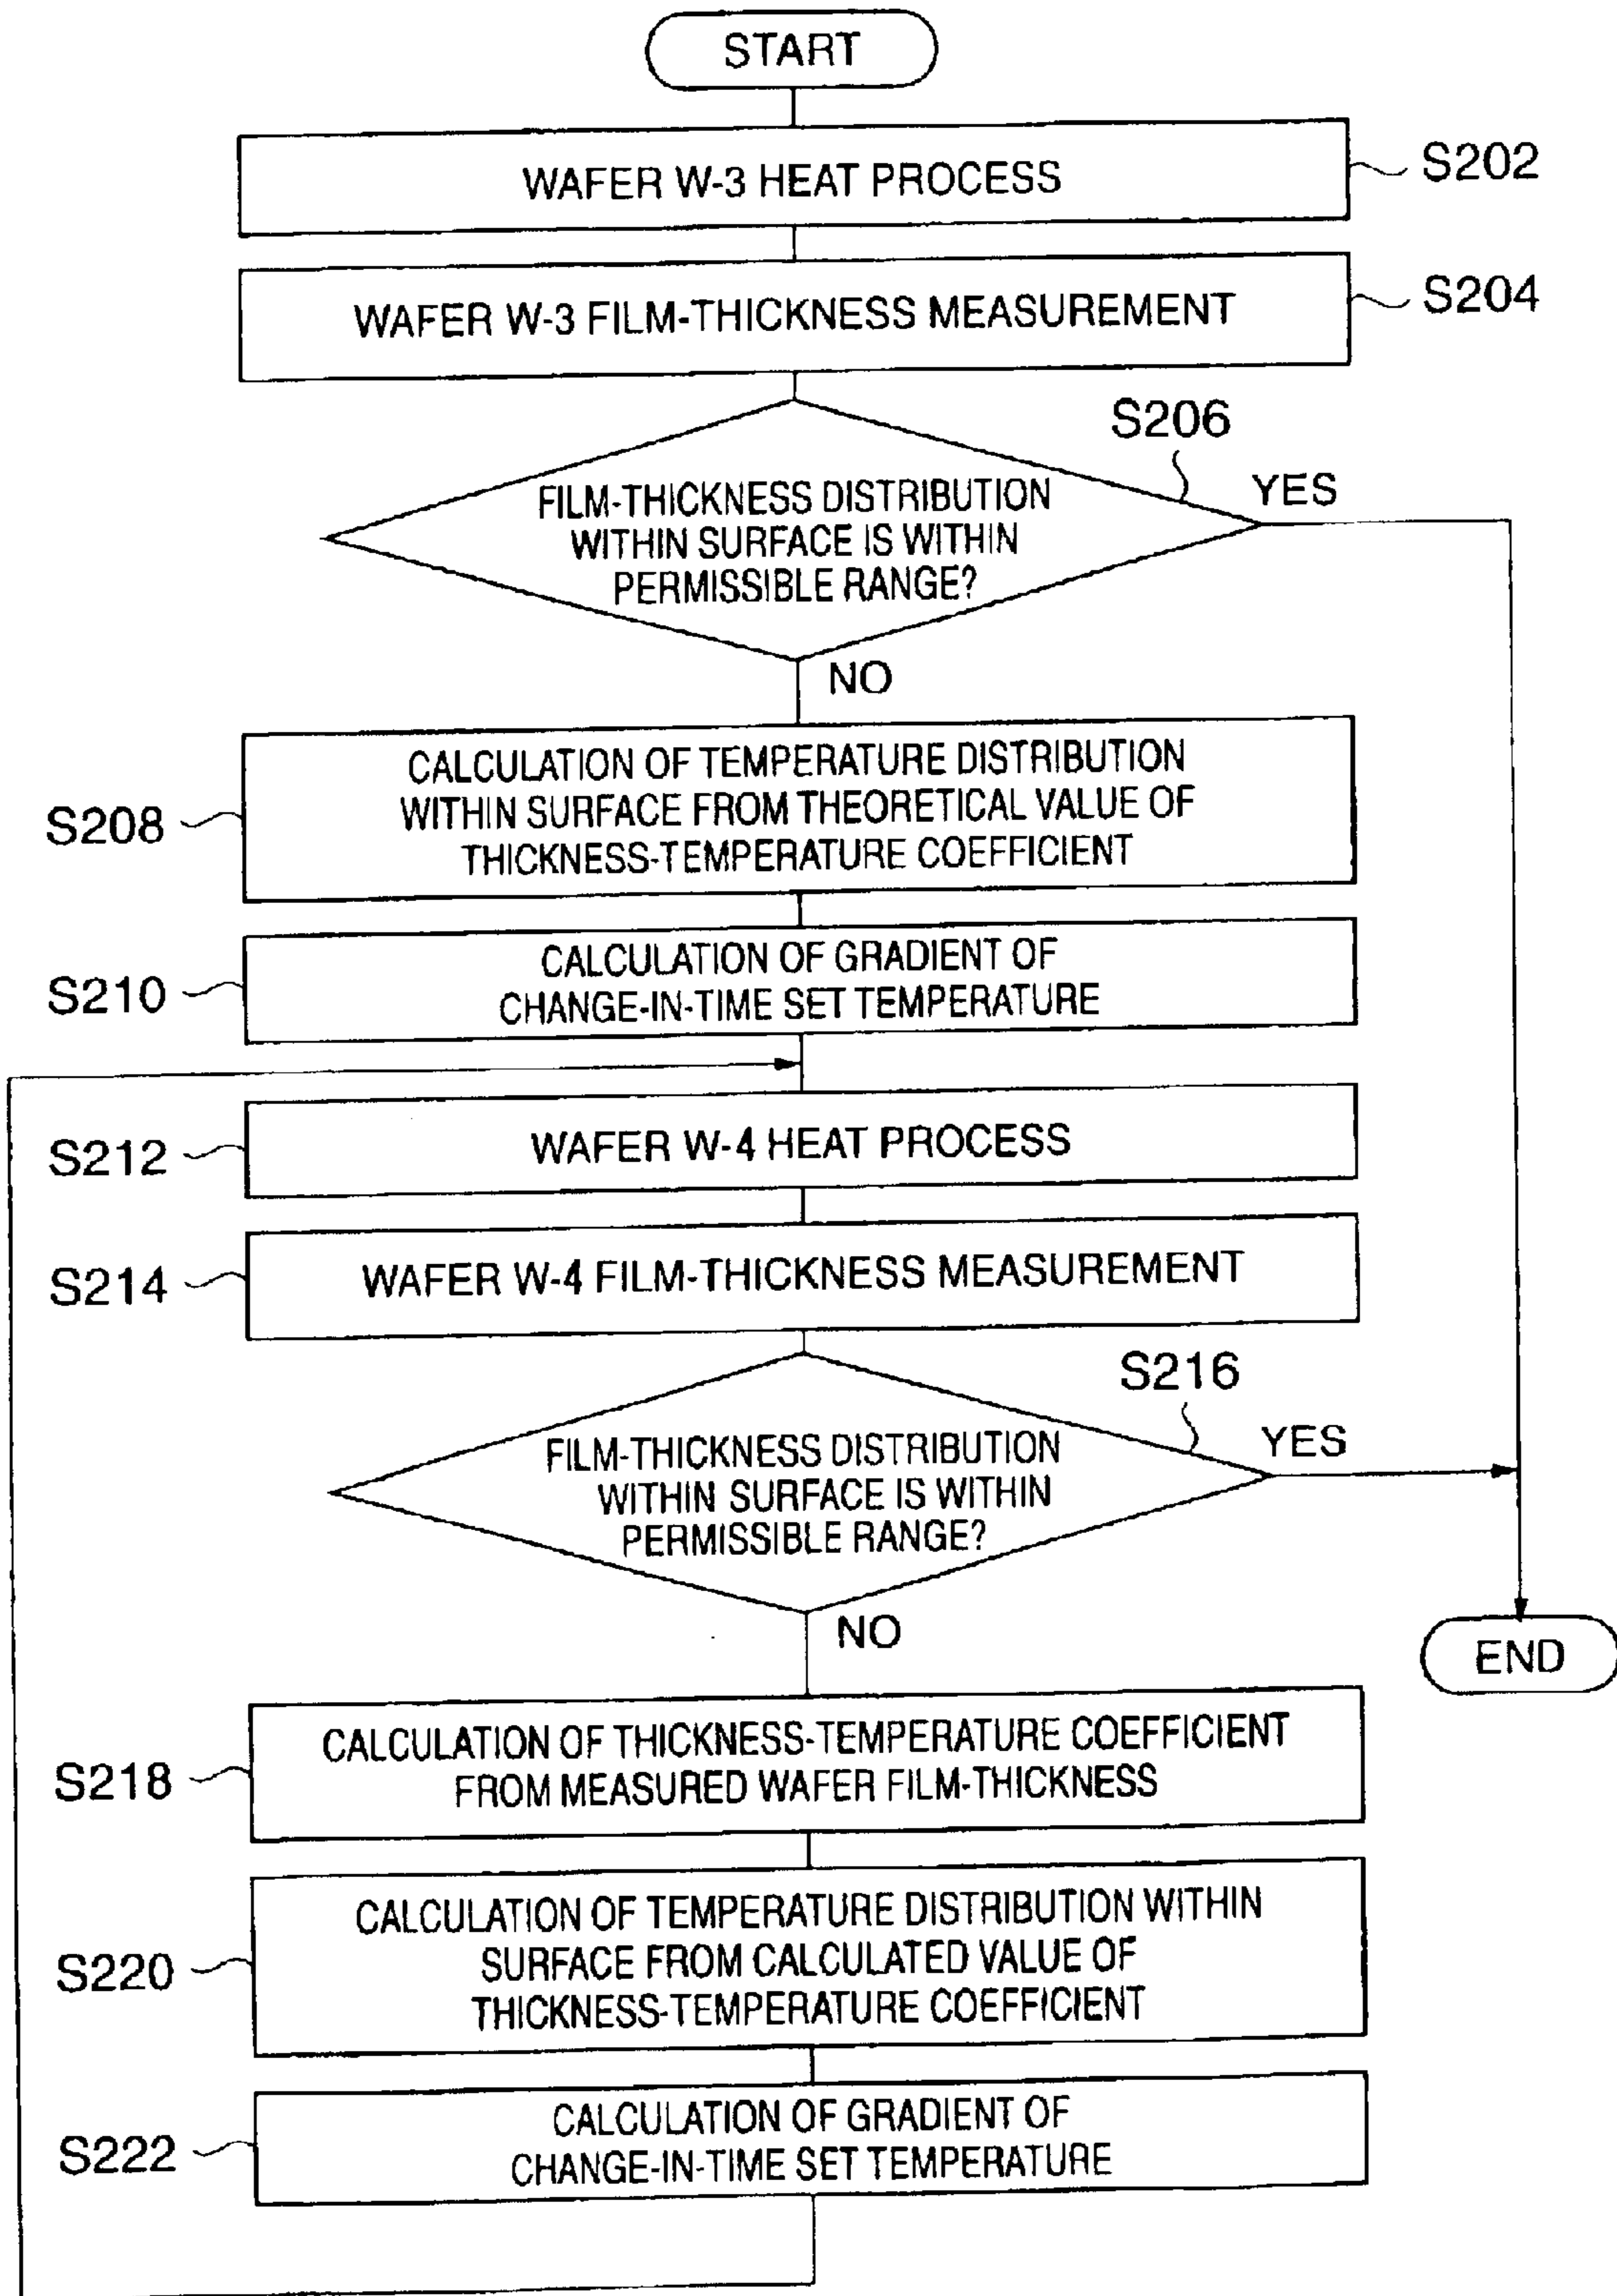 START
WAFER W-3 HEAT PROCESS
S202
WAFER W-3 FILM-THICKNESS MEASUREMENT
S204
S206
FILM-THICKNESS DISTRIBUTION
WITHIN SURFACE IS WITHIN
PERMISSIBLE RANGE?
YES
NO
S208
CALCULATION OF TEMPERATURE DISTRIBUTION
WITHIN SURFACE FROM THEORETICAL VALUE OF
THICKNESS-TEMPERATURE COEFFICIENT
S210
CALCULATION OF GRADIENT OF
CHANGE-IN-TIME SET TEMPERATURE
S212
WAFER W-4 HEAT PROCESS
S214
WAFER W-4 FILM-THICKNESS MEASUREMENT
S216
FILM-THICKNESS DISTRIBUTION
WITHIN SURFACE IS WITHIN
PERMISSIBLE RANGE?
YES
NO
END
S218
CALCULATION OF THICKNESS-TEMPERATURE COEFFICIENT
FROM MEASURED WAFER FILM-THICKNESS
S220
CALCULATION OF TEMPERATURE DISTRIBUTION WITHIN
SURFACE FROM CALCULATED VALUE OF
THICKNESS-TEMPERATURE COEFFICIENT
S222
CALCULATION OF GRADIENT OF
CHANGE-IN-TIME SET TEMPERATURE